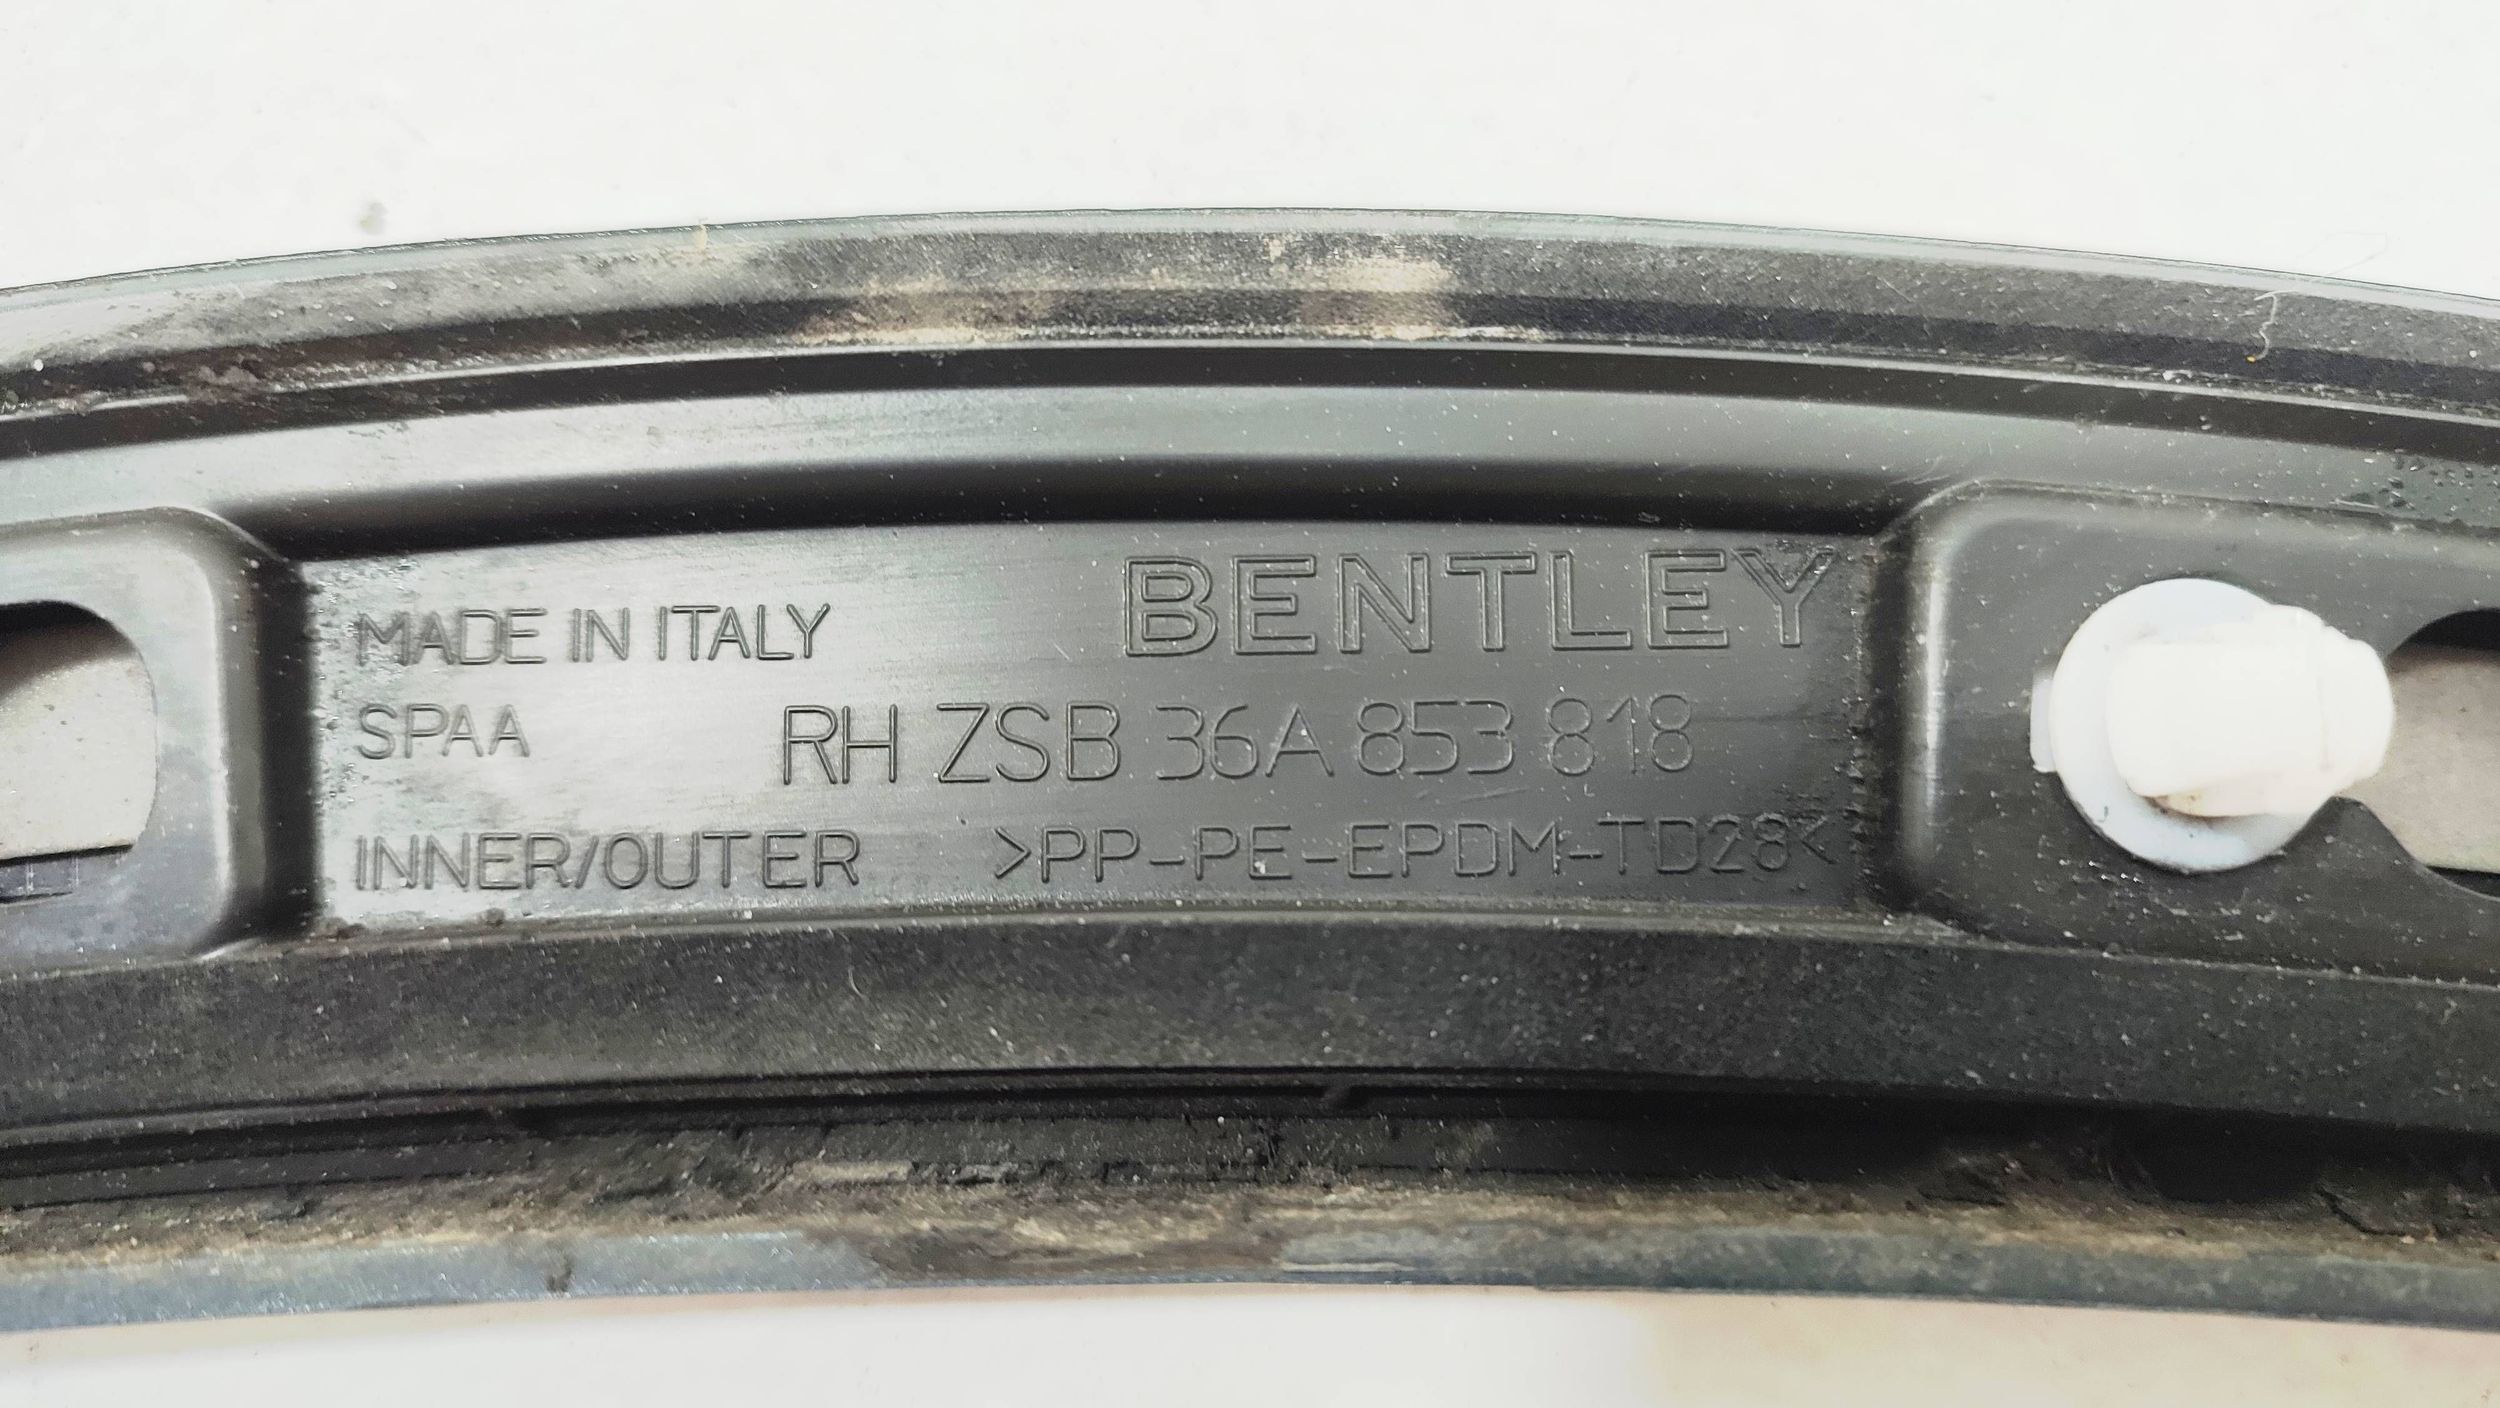 BENTLEY
MADE IN ITALY
SPAA
RH ZSB 36A 853 818
INNER/OUTER
>PP-PE-EPDM-TD28<